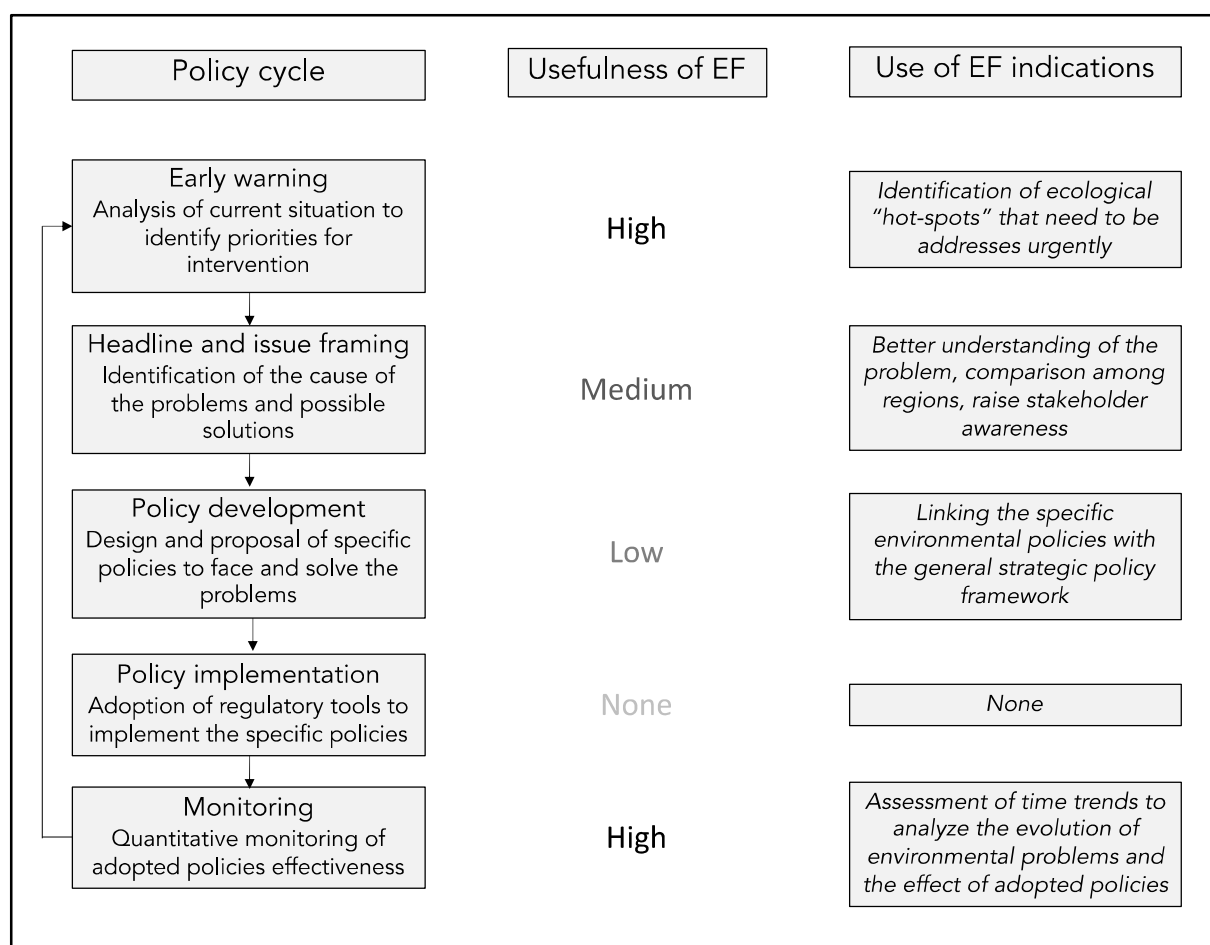 Policy cycle
Usefulness of EF
Use of EF indications
Early warning
Analysis of current situation to
identify priorities for
intervention
High
Identification of ecological
“hot-spots” that need to be
addresses urgently
Headline and issue framing
Identification of the cause of
the problems and possible
solutions
Medium
Better understanding of the
problem, comparison among
regions, raise stakeholder
awareness
Policy development
Design and proposal of specific
policies to face and solve the
problems
Low
Linking the specific
environmental policies with
the general strategic policy
framework
Policy implementation
Adoption of regulatory tools to
implement the specific policies
None
None
Monitoring
Quantitative monitoring of
adopted policies effectiveness
High
Assessment of time trends to
analyze the evolution of
environmental problems and
the effect of adopted policies